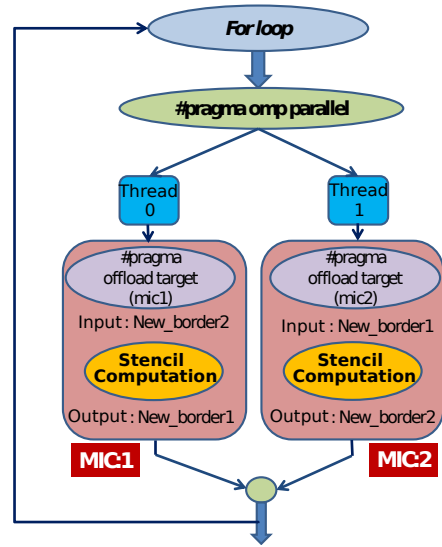 For loop
#pragma omp parallel
Thread
0
Thread
1
#pragma
offload target
(mic1)
Input : New_border2
Stencil
Computation
Output : New_border1
#pragma
offload target
(mic2)
Input : New_border1
Stencil
Computation
Output : New_border2
MIC:1
MIC:2